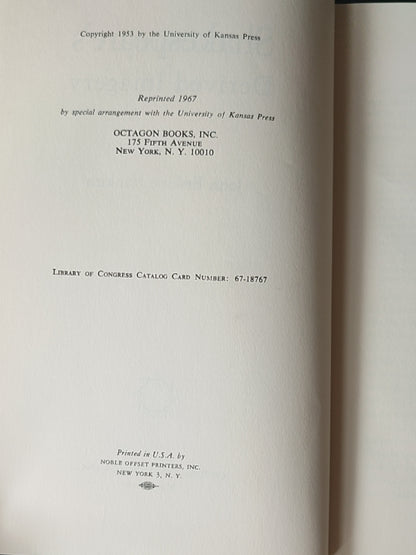 Copyright 1953 by the University of Kansas Press
Reprinted 1967
by special arrangement with the University of Kansas Press
OCTAGON BOOKS, INC.
175 FIFTH AVENUE
NEW YORK, N. Y. 10010
LIBRARY OF CONGRESS CATALOG CARD NUMBER: 67-18767
Printed in U.S.A. by
NOBLE OFFSET PRINTERS, INC.
NEW YORK 3, N. Y.